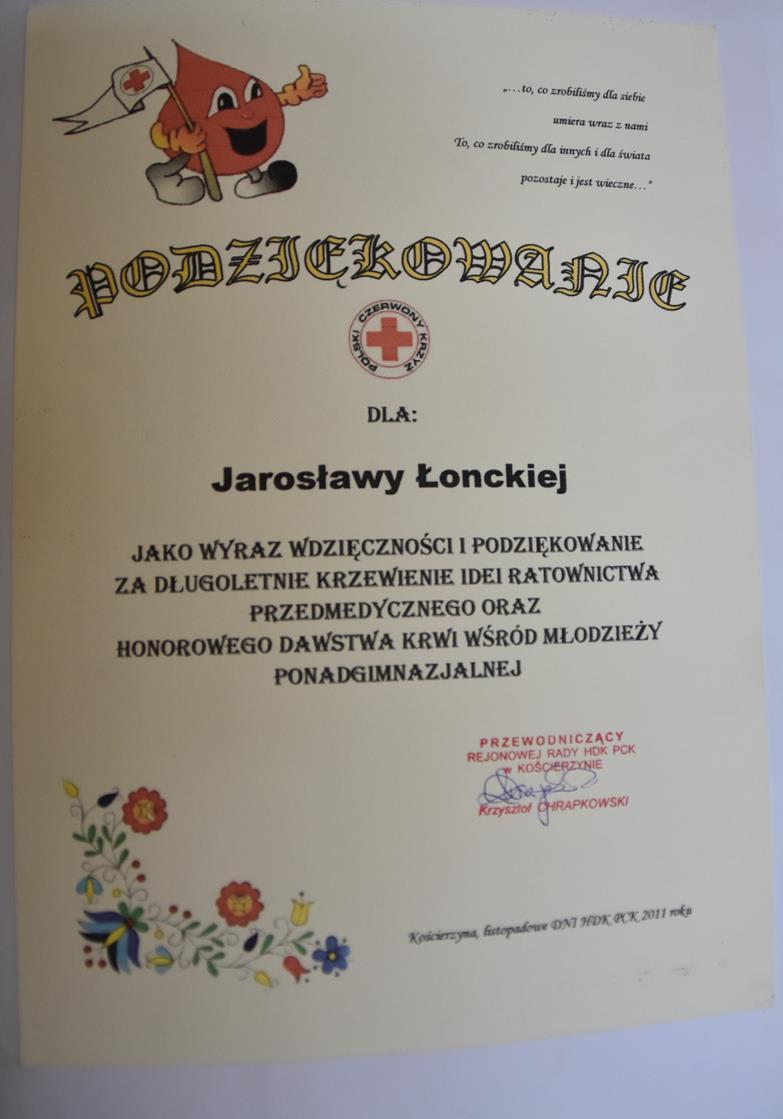 „…to, co zrobiliśmy dla siebie
umiera wraz z nami
To, co zrobiliśmy dla innych i dla świata
pozostaje i jest wieczne…”
PODZIĘKOWANIE
POLSKI CZERWONY KRZYŻ
DLA:
Jarosławy Łonckiej
JAKO WYRAZ WDZIĘCZNOŚCI I PODZIĘKOWANIE
ZA DŁUGOLETNIE KRZEWIENIE IDEI RATOWNICTWA
PRZEDMEDYCZNEGO ORAZ
HONOROWEGO DAWSTWA KRWI WŚRÓD MŁODZIEŻY
PONADGIMNAZJALNEJ
PRZEWODNICZĄCY
REJONOWEJ RADY HDK PCK
w KOŚCIERZYNIE
Krzysztof CHRAPKOWSKI
Kościerzyna, listopadowe DNI HDK PCK 2011 roku